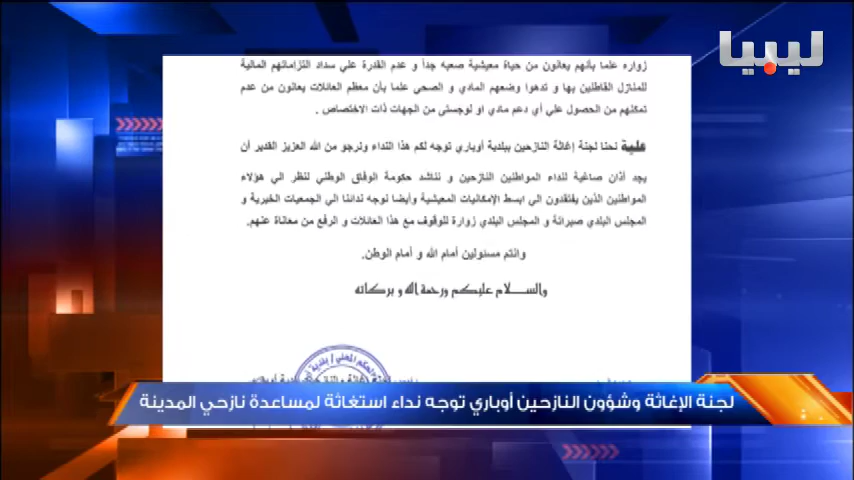 ليبيا
زواره علما بأنهم يعانون من حياة معيشية صعبه جداً و عدم القدرة علي سداد التزاماتهم المالية
للمنازل القاطلين بها و تدهوا وضعهم المادي و الصحي علما بأن معظم العائلات يعانون من عدم
تمكنهم من الحصول علي أي دعم مادي او لوجستي من الجهات ذات الاختصاص .
عليه نحنا لجنة إغاثة النازحين ببلدية أوباري توجه لكم هذا النداء ونرجو من الله العزيز القدير أن
يجد أذان صاغية لنداء المواطنين النازحين و نناشد حكومة الوفاق الوطني لنظر الي هؤلاء
المواطنين الذين يفتقدون الي ابسط الإمكانيات المعيشية وأيضا نوجه ندائنا الي الجمعيات الخيرية و
المجلس البلدي صبراتة و المجلس البلدي زوارة للوقوف مع هذا العائلات و الرفع من معاناة عنهم.
وانتم مسئولين أمام الله و أمام الوطن.
والســـلام عليكم ورحمة الله و بركاته
لجنة الإغاثة وشؤون النازحين أوباري توجه نداء استغاثة لمساعدة نازحي المدينة